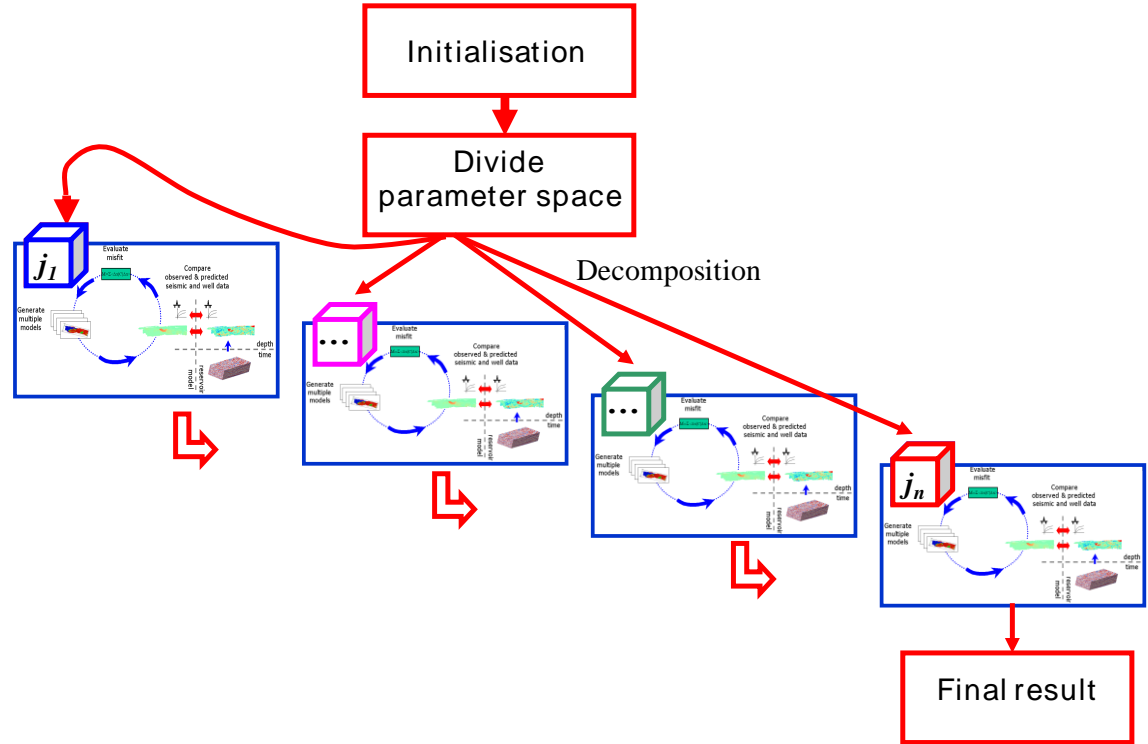 Initialisation
Divide
parameter space
Decomposition
j1
Evaluate
misfit
Compare
observed & predicted
seismic and well data
Generate
multiple
models
depth
time
reservoir
model
...
Evaluate
misfit
Compare
observed & predicted
seismic and well data
Generate
multiple
models
depth
time
reservoir
model
...
Evaluate
misfit
Compare
observed & predicted
seismic and well data
Generate
multiple
models
depth
time
reservoir
model
jn
Evaluate
misfit
Compare
observed & predicted
seismic and well data
Generate
multiple
models
depth
time
reservoir
model
Final result